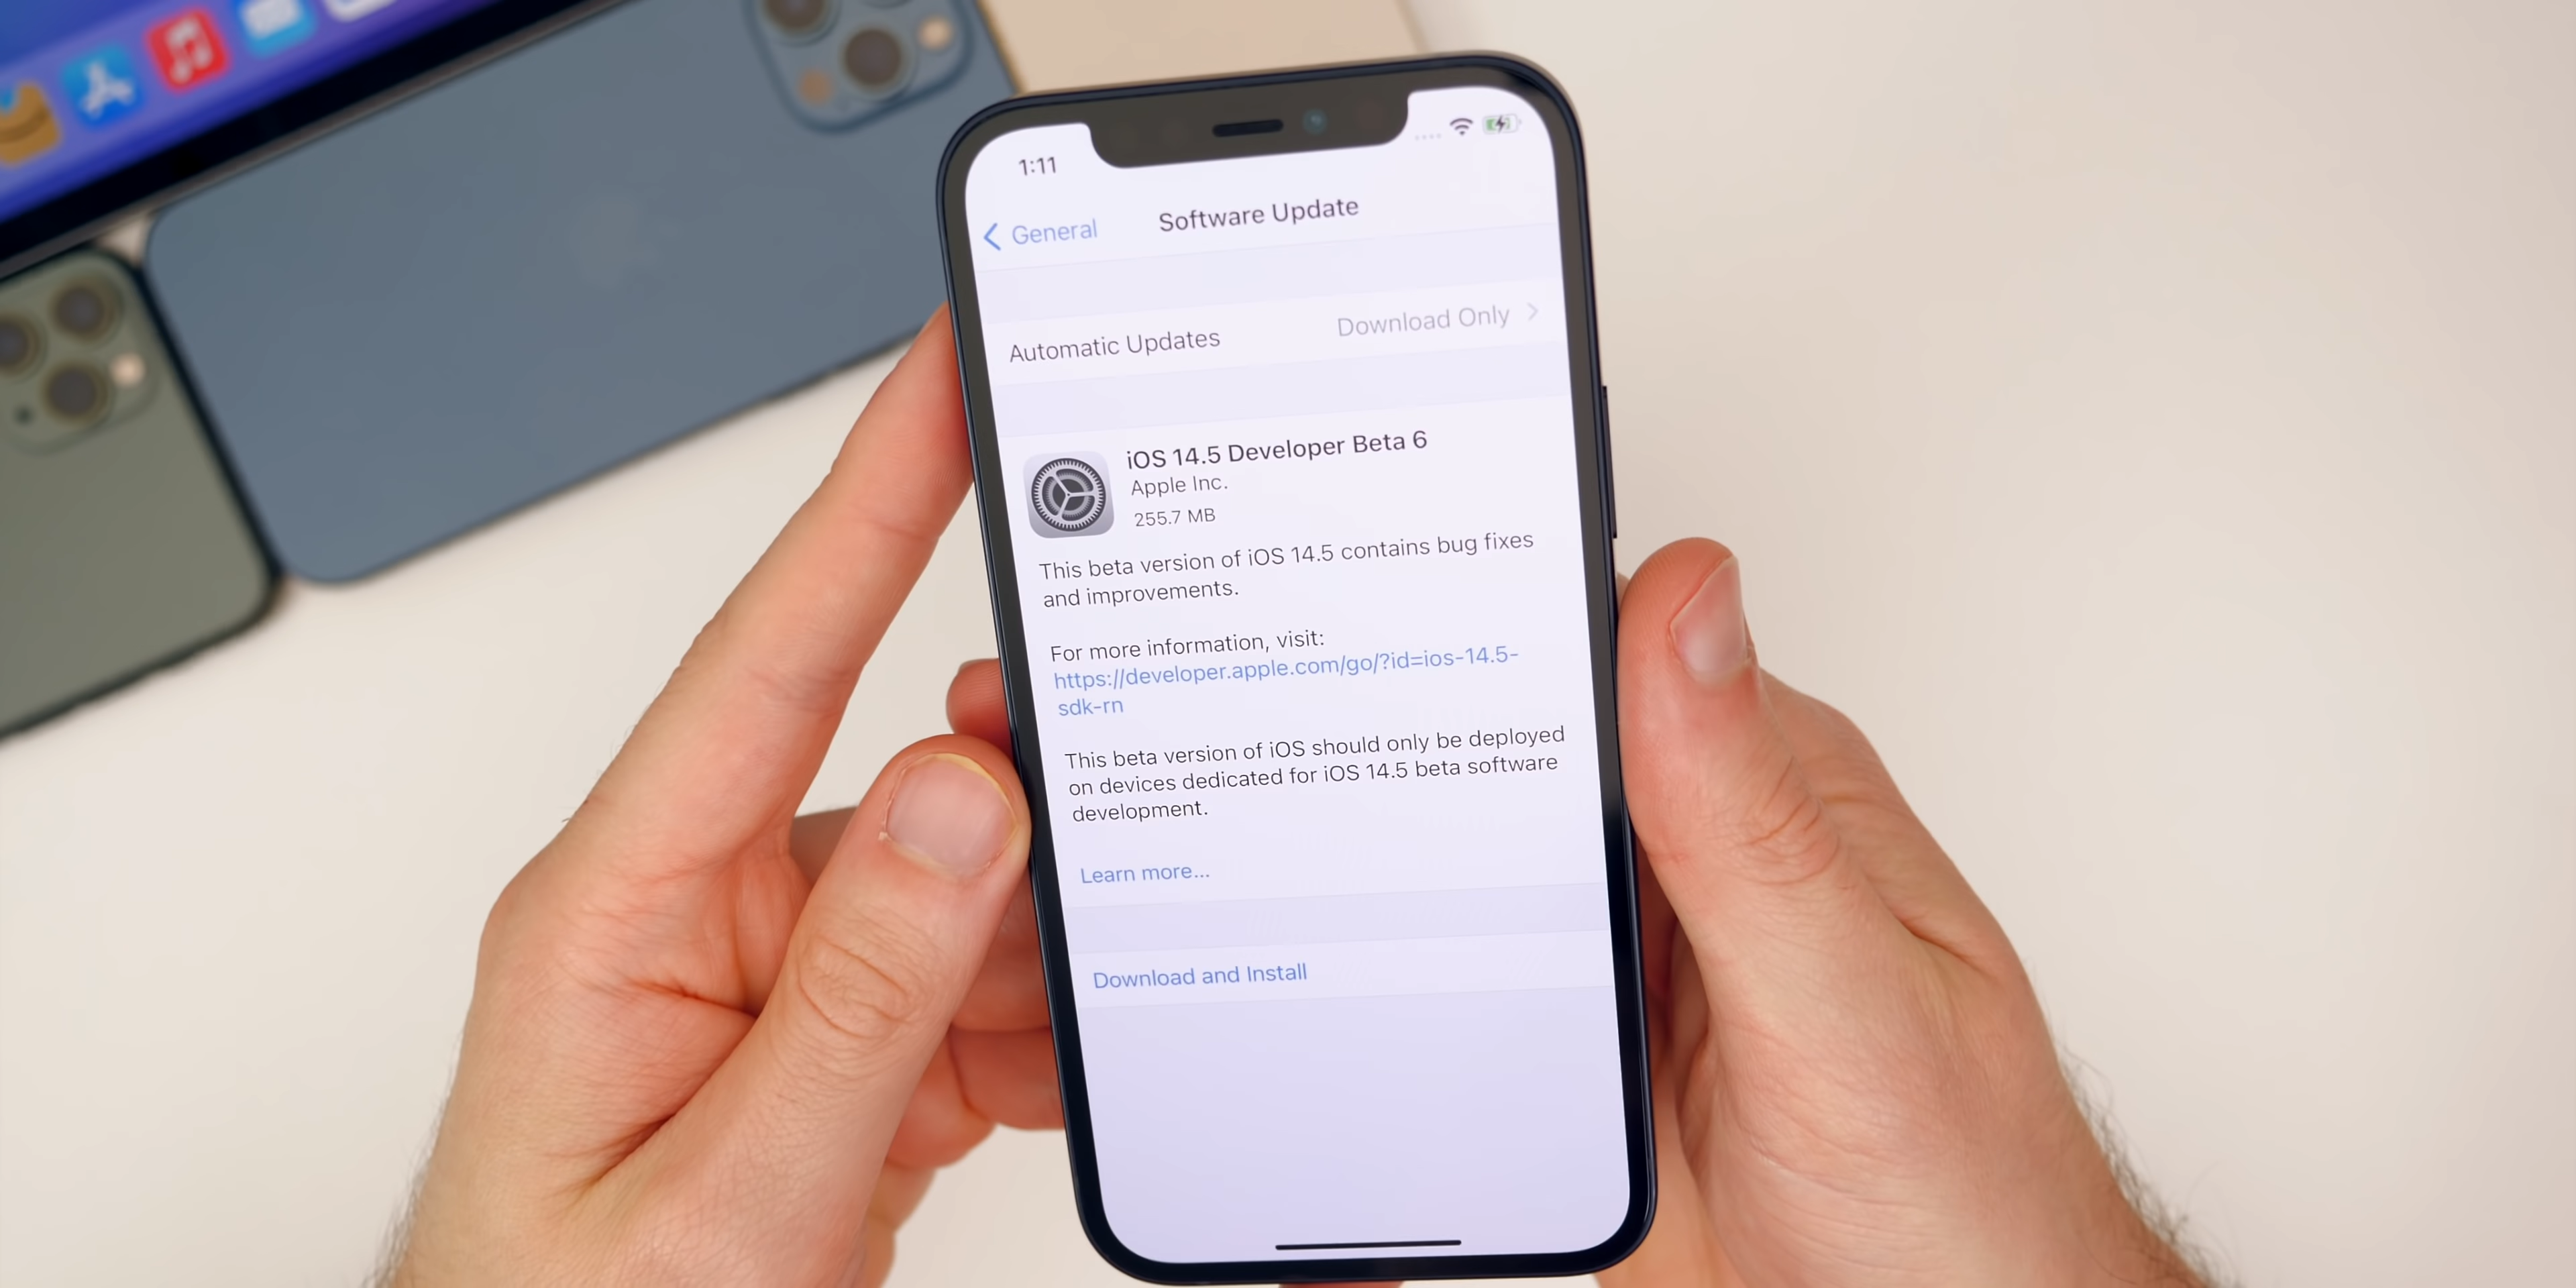 1:11
General
Software Update
Automatic Updates
Download Only
iOS 14.5 Developer Beta 6
Apple Inc.
255.7 MB
This beta version of iOS 14.5 contains bug fixes
and improvements.
For more information, visit:
https://developer.apple.com/go/?id=ios-14.5-
sdk-rn
This beta version of iOS should only be deployed
on devices dedicated for iOS 14.5 beta software
development.
Learn more...
Download and Install